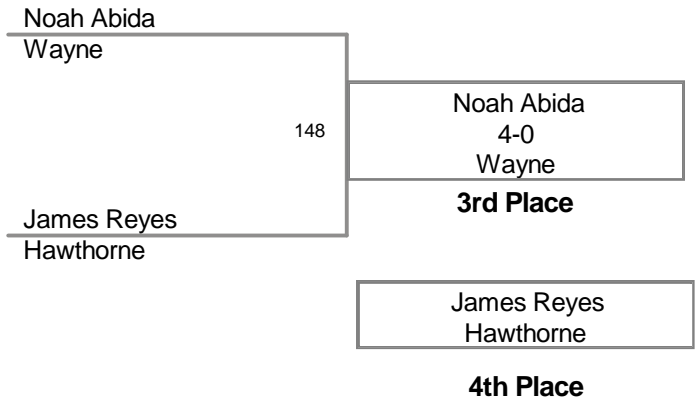 Noah Abida
Wayne
148
Noah Abida
4-0
Wayne
3rd Place
James Reyes
Hawthorne
James Reyes
Hawthorne
4th Place